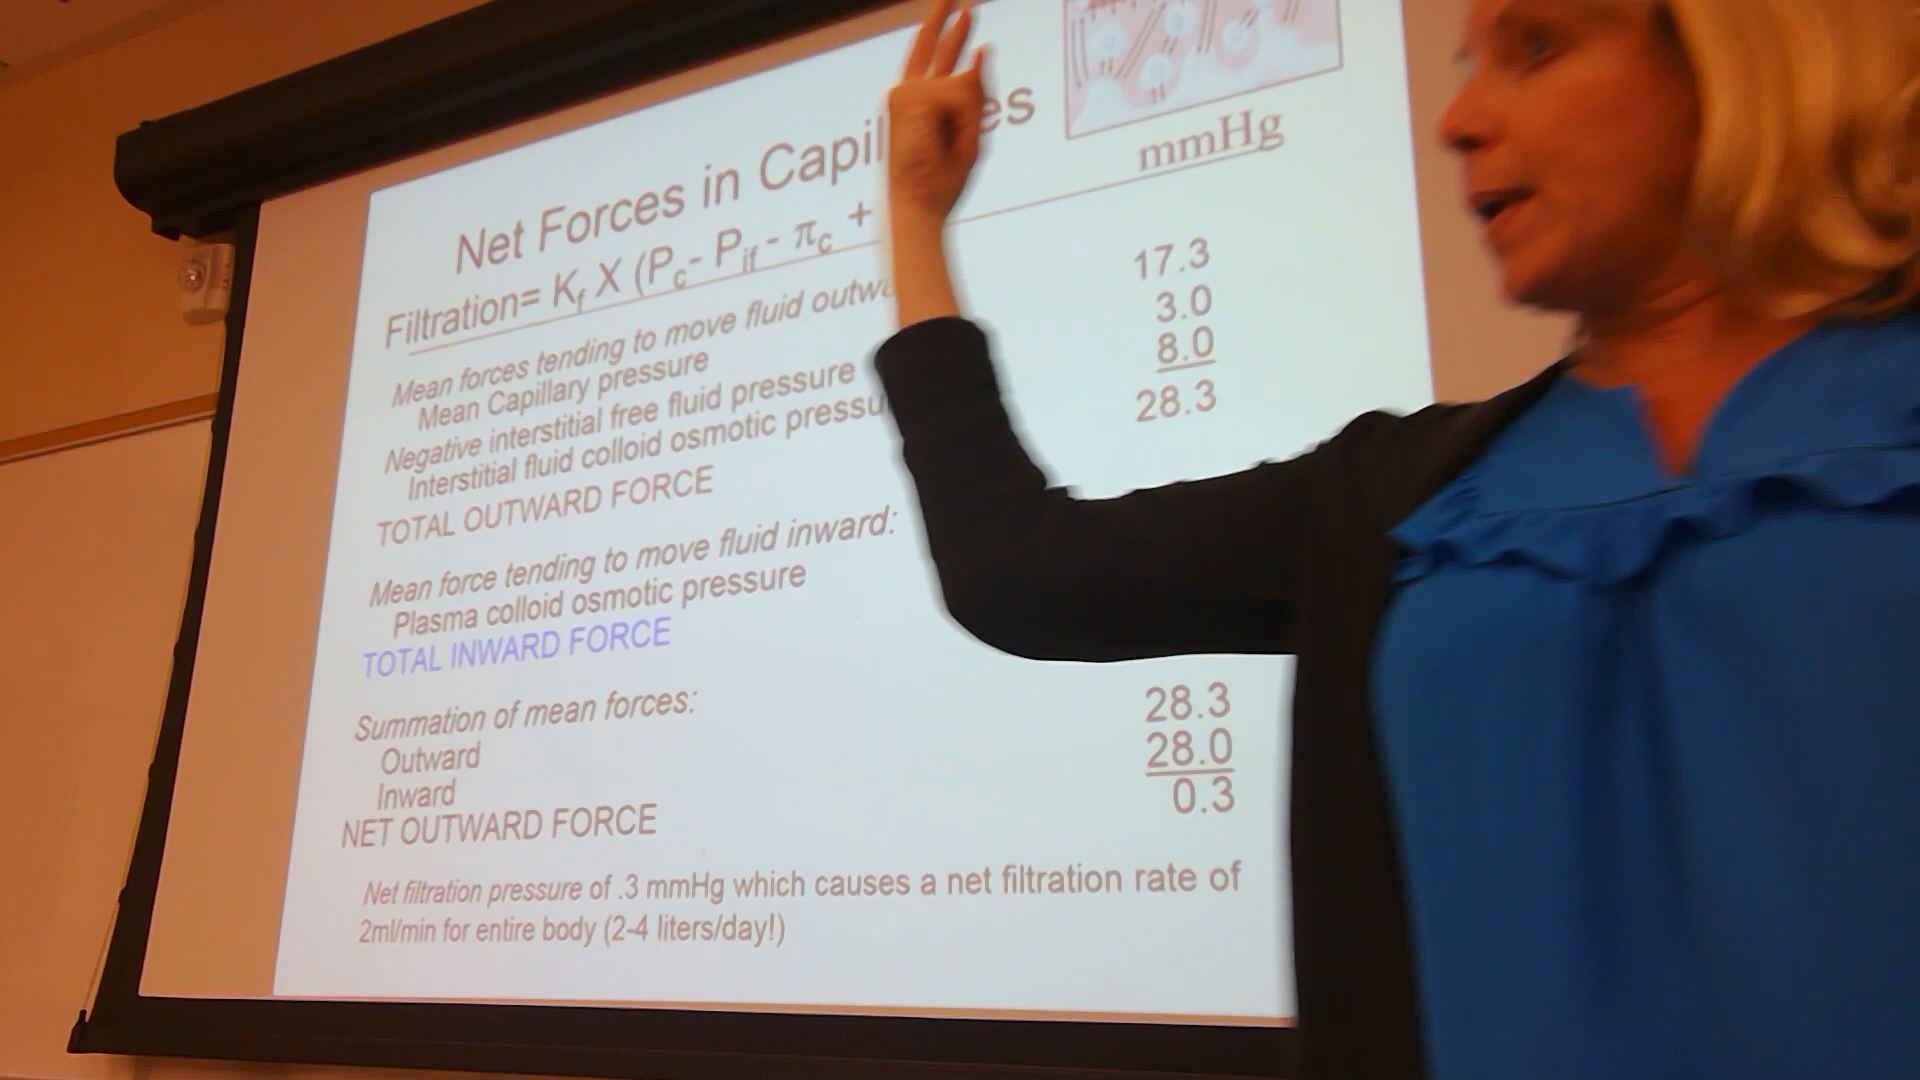 Net Forces in
mmHg
Filtration= Kf X (Pc- Pif - πc +
Mean forces tending to move fluid
Mean Capillary pressure 17.3
Negative interstitial free fluid pressure 3.0
Interstitial fluid colloid osmotic 8.0
TOTAL OUTWARD FORCE 28.3
Mean force tending to move fluid inward:
Plasma colloid osmotic pressure
TOTAL INWARD FORCE
Summation of mean forces:
Outward 28.3
Inward 28.0
NET OUTWARD FORCE 0.3
Net filtration pressure of .3 mmHg which causes a net filtration rate of
2ml/min for entire body (2-4 liters/day!)